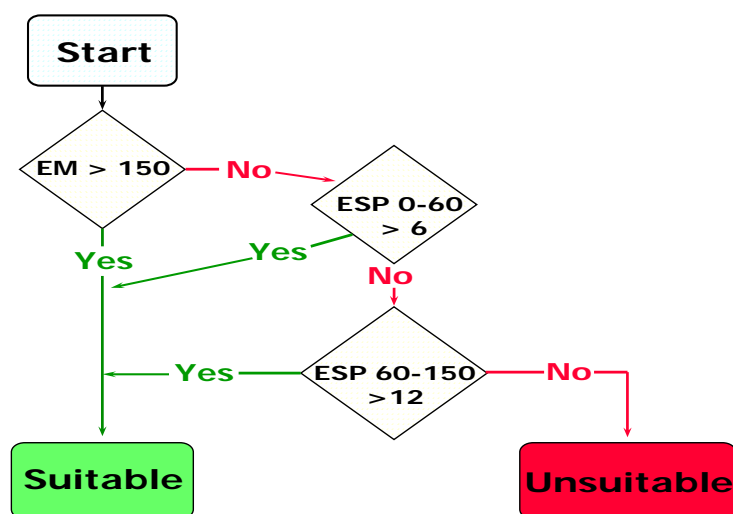 Start
EM > 150
No
ESP 0-60
> 6
Yes
Yes
No
ESP 60-150
>12
Yes
No
Suitable
Unsuitable